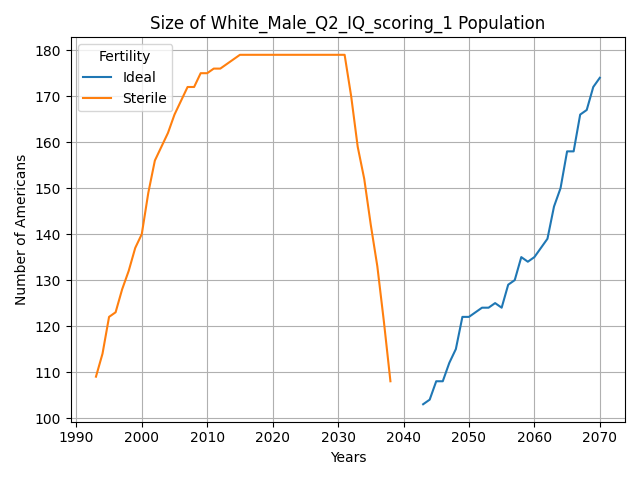 Size of White_Male_Q2_IQ_scoring_1 Population
Fertility
Ideal
Sterile
Number of Americans
180
170
160
150
140
130
120
110
100
1990 2000 2010 2020 2030 2040 2050 2060 2070
Years